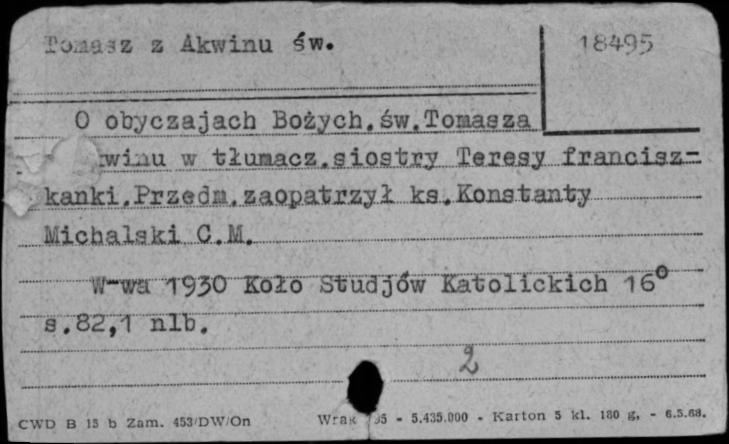 Tomasz z Akwinu św.
18495
O obyczajach Bożych.św.Tomasza
winu w tłumacz.siostry Teresy francisz-
kanki.Przedm.zaopatrzył ks.Konstanty
Michalski C.M.
W-wa 1930 Koło Studjów Katolickich 16°
s.82,1 nlb.
2
CWD B 15 b Zam. 453/DW/On
- 5.435.000 - Karton 5 kl. 180 g, - 6.5.68.